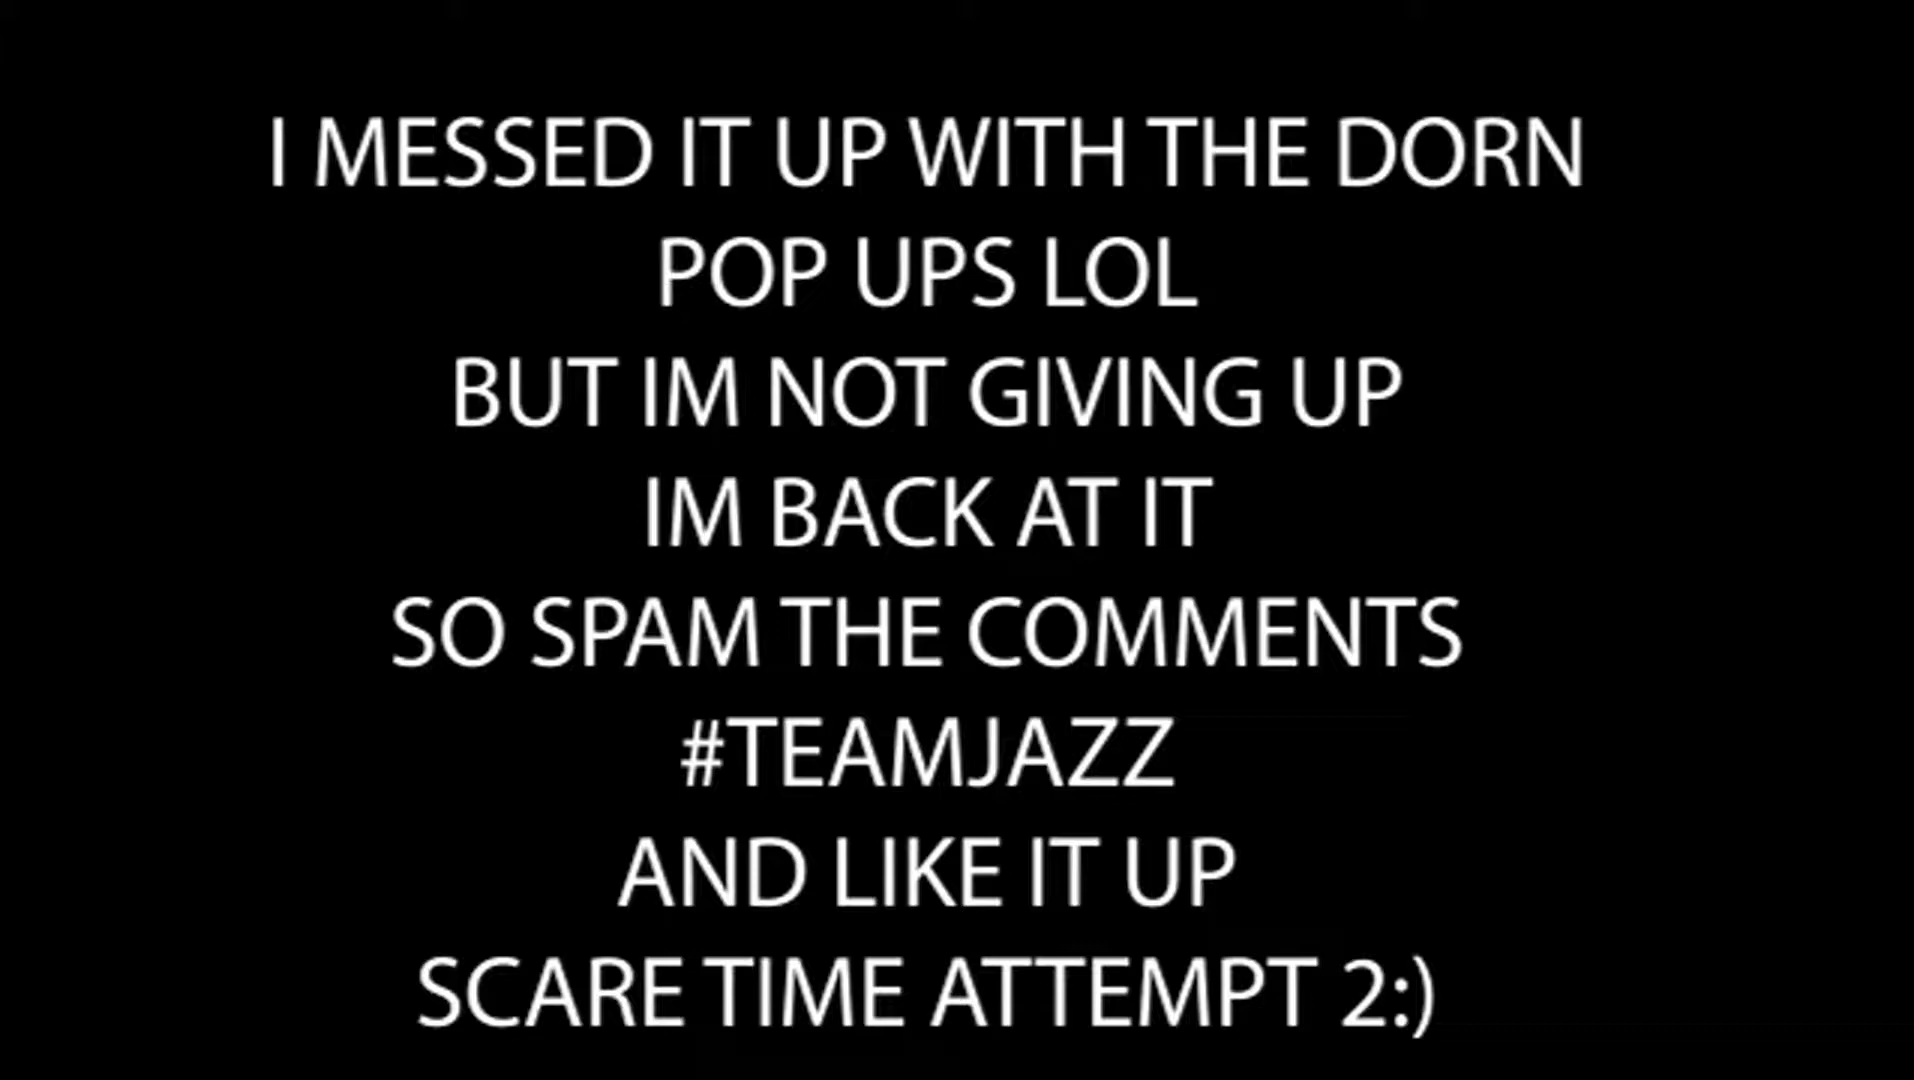 I MESSED IT UP WITH THE DORN
POP UPS LOL
BUT IM NOT GIVING UP
IM BACK AT IT
SO SPAM THE COMMENTS
#TEAMJAZZ
AND LIKE IT UP
SCARE TIME ATTEMPT 2:)